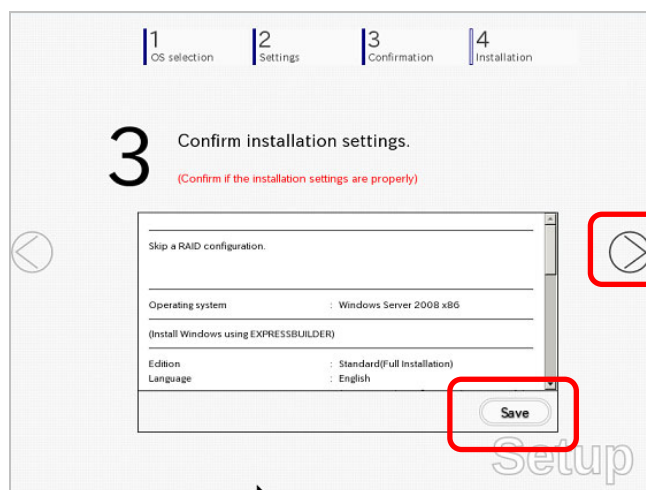 1 2 3 4
OS selection Settings Confirmation Installation
3 Confirm installation settings.
(Confirm if the installation settings are properly)
Skip a RAID configuration.
Operating system : Windows Server 2008 x86
(Install Windows using EXPRESSBUILDER)
Edition : Standard(Full Installation)
Language : English
Save
Setup